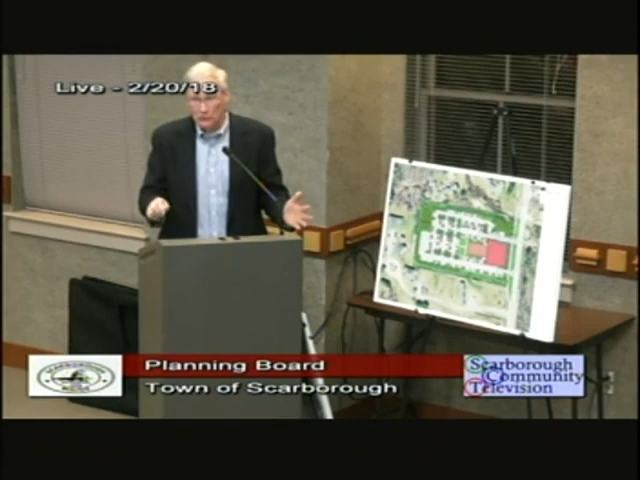 Live - 2/20/18
Planning Board
Town of Scarborough
Scarborough
Community
Television